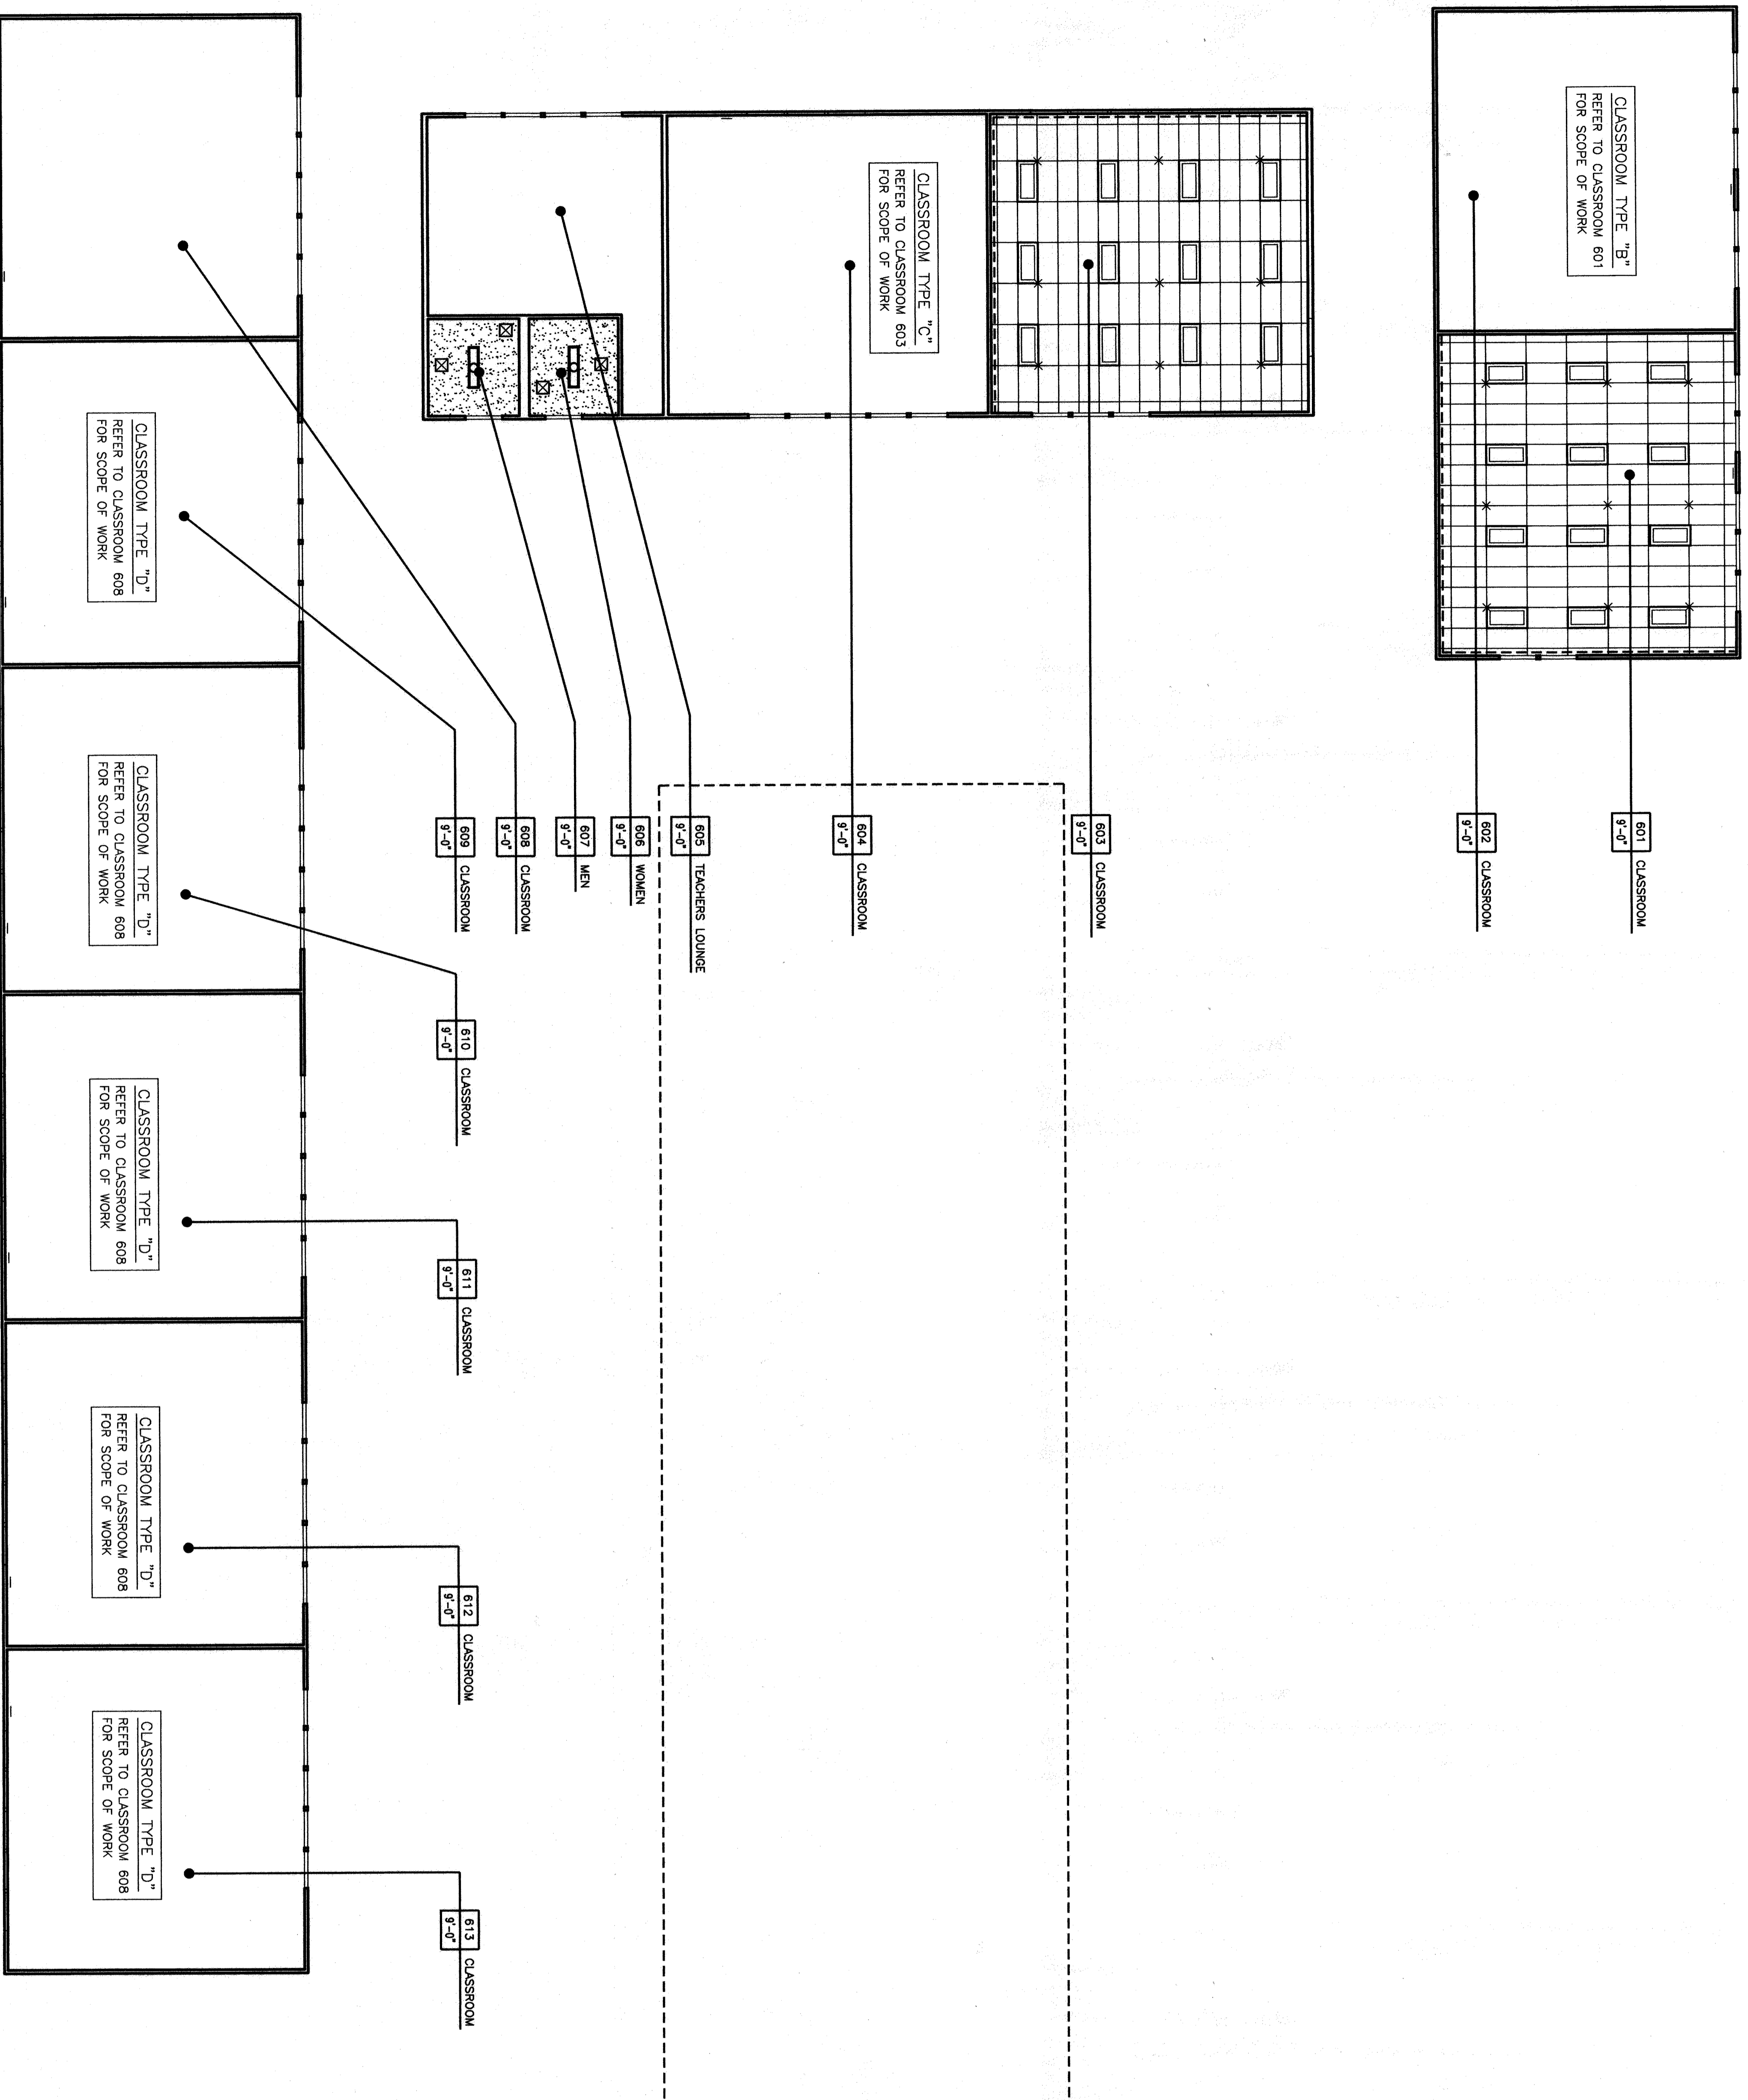 CLASSROOM TYPE "B"
REFER TO CLASSROOM 601
FOR SCOPE OF WORK
601
9'-0"
CLASSROOM
602
9'-0"
CLASSROOM
CLASSROOM TYPE "C"
REFER TO CLASSROOM 603
FOR SCOPE OF WORK
603
9'-0"
CLASSROOM
604
9'-0"
CLASSROOM
605
9'-0"
TEACHERS LOUNGE
606
9'-0"
WOMEN
607
9'-0"
MEN
608
9'-0"
CLASSROOM
609
9'-0"
CLASSROOM
610
9'-0"
CLASSROOM
611
9'-0"
CLASSROOM
612
9'-0"
CLASSROOM
613
9'-0"
CLASSROOM
CLASSROOM TYPE "D"
REFER TO CLASSROOM 608
FOR SCOPE OF WORK
CLASSROOM TYPE "D"
REFER TO CLASSROOM 608
FOR SCOPE OF WORK
CLASSROOM TYPE "D"
REFER TO CLASSROOM 608
FOR SCOPE OF WORK
CLASSROOM TYPE "D"
REFER TO CLASSROOM 608
FOR SCOPE OF WORK
CLASSROOM TYPE "D"
REFER TO CLASSROOM 608
FOR SCOPE OF WORK